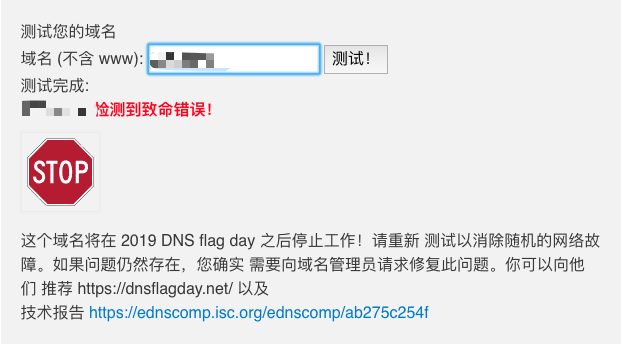 测试您的域名
域名 (不含 www): 测试!
测试完成:
检测到致命错误!
STOP
这个域名将在 2019 DNS flag day 之后停止工作！请重新 测试以消除随机的网络故
障。如果问题仍然存在，您确实 需要向域名管理员请求修复此问题。你可以向他
们 推荐 https://dnsflagday.net/ 以及
技术报告 https://ednscomp.isc.org/ednscomp/ab275c254f